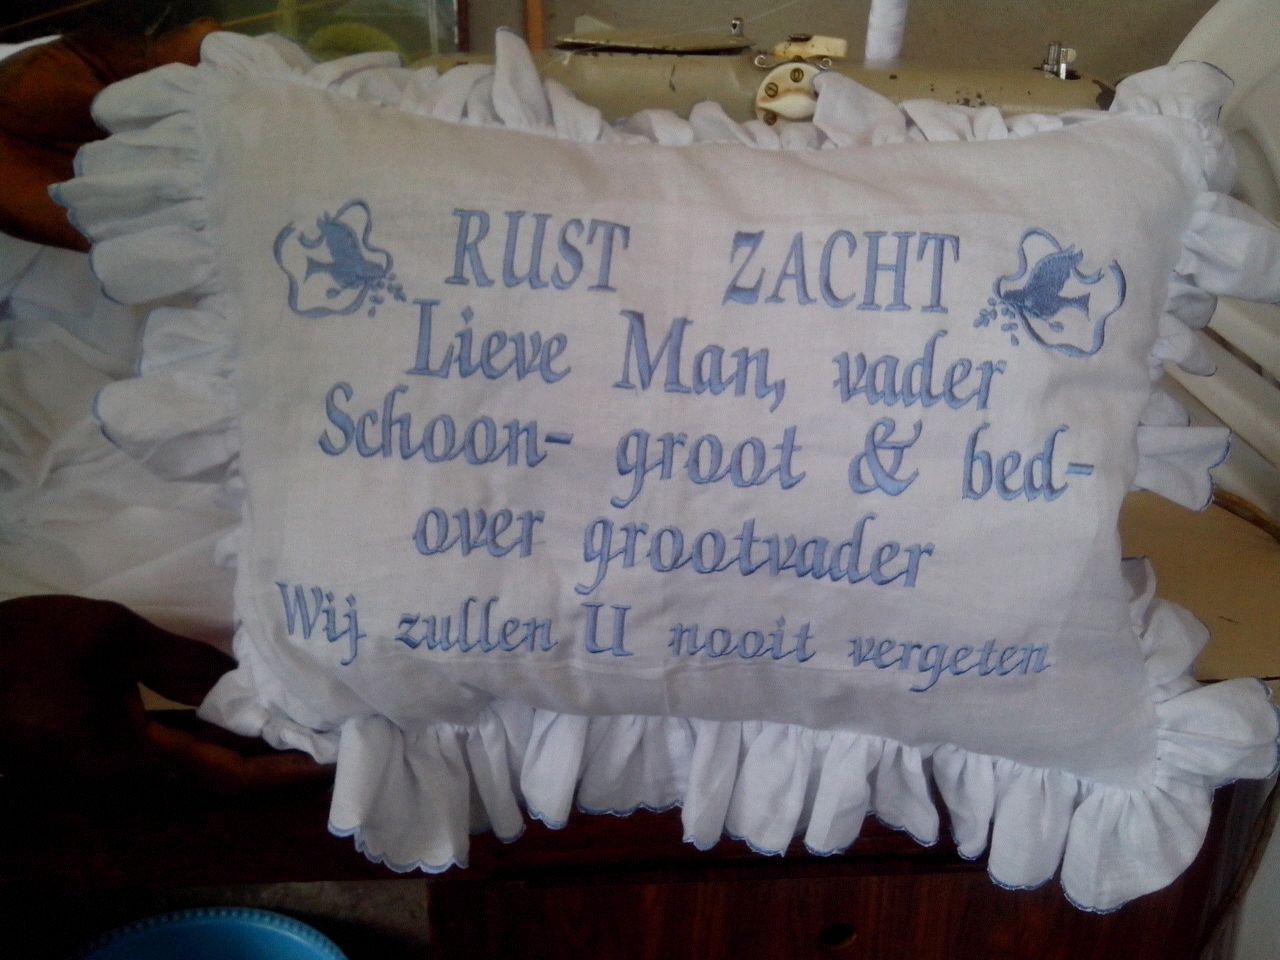 RUST ZACHT
Lieve Man, vader
Schoon- groot & bed-
over grootvader
Wij zullen U nooit vergeten